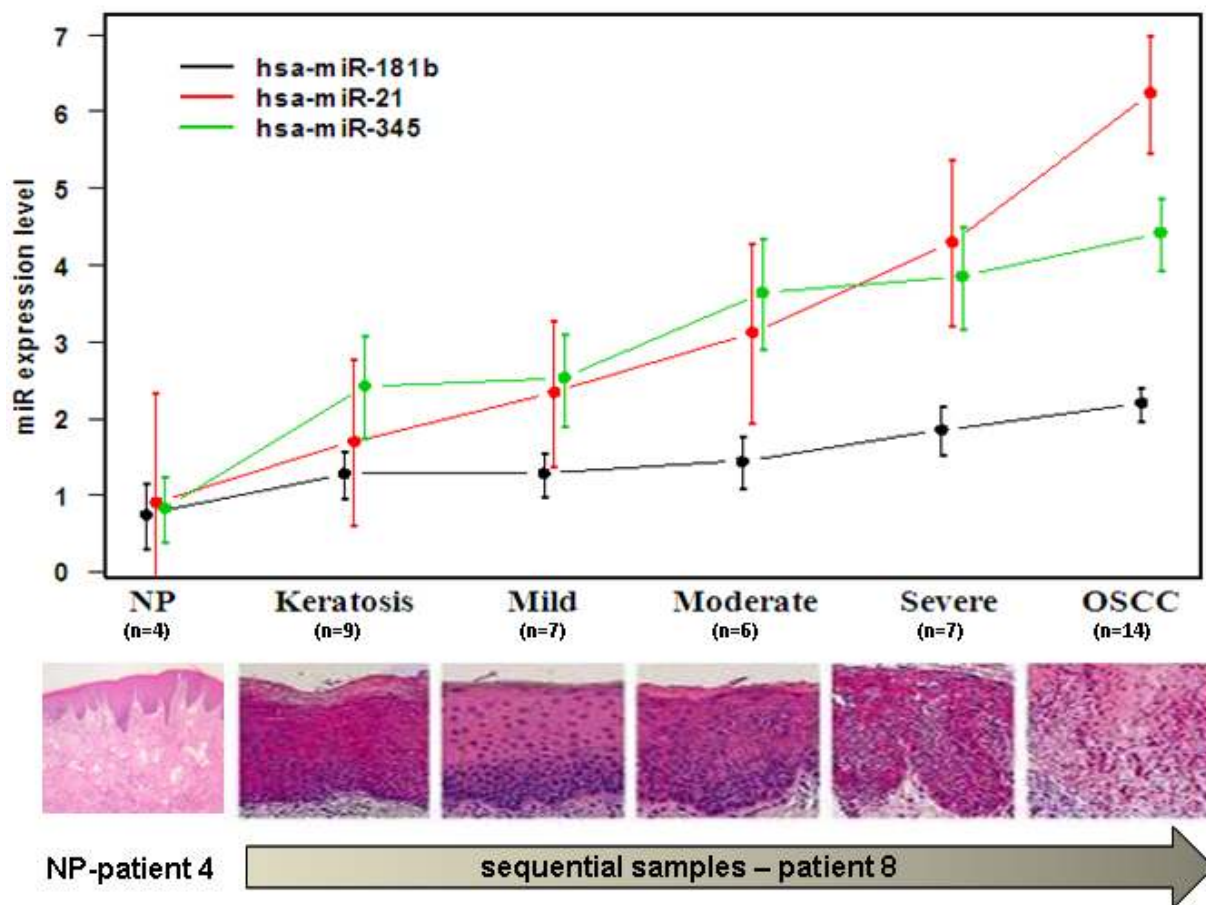 7
6
5
4
3
2
1
0
miR expression level
hsa-miR-181b
hsa-miR-21
hsa-miR-345
NP Keratosis Mild Moderate Severe OSCC
(n=4) (n=9) (n=7) (n=6) (n=7) (n=14)
NP-patient 4 sequential samples – patient 8